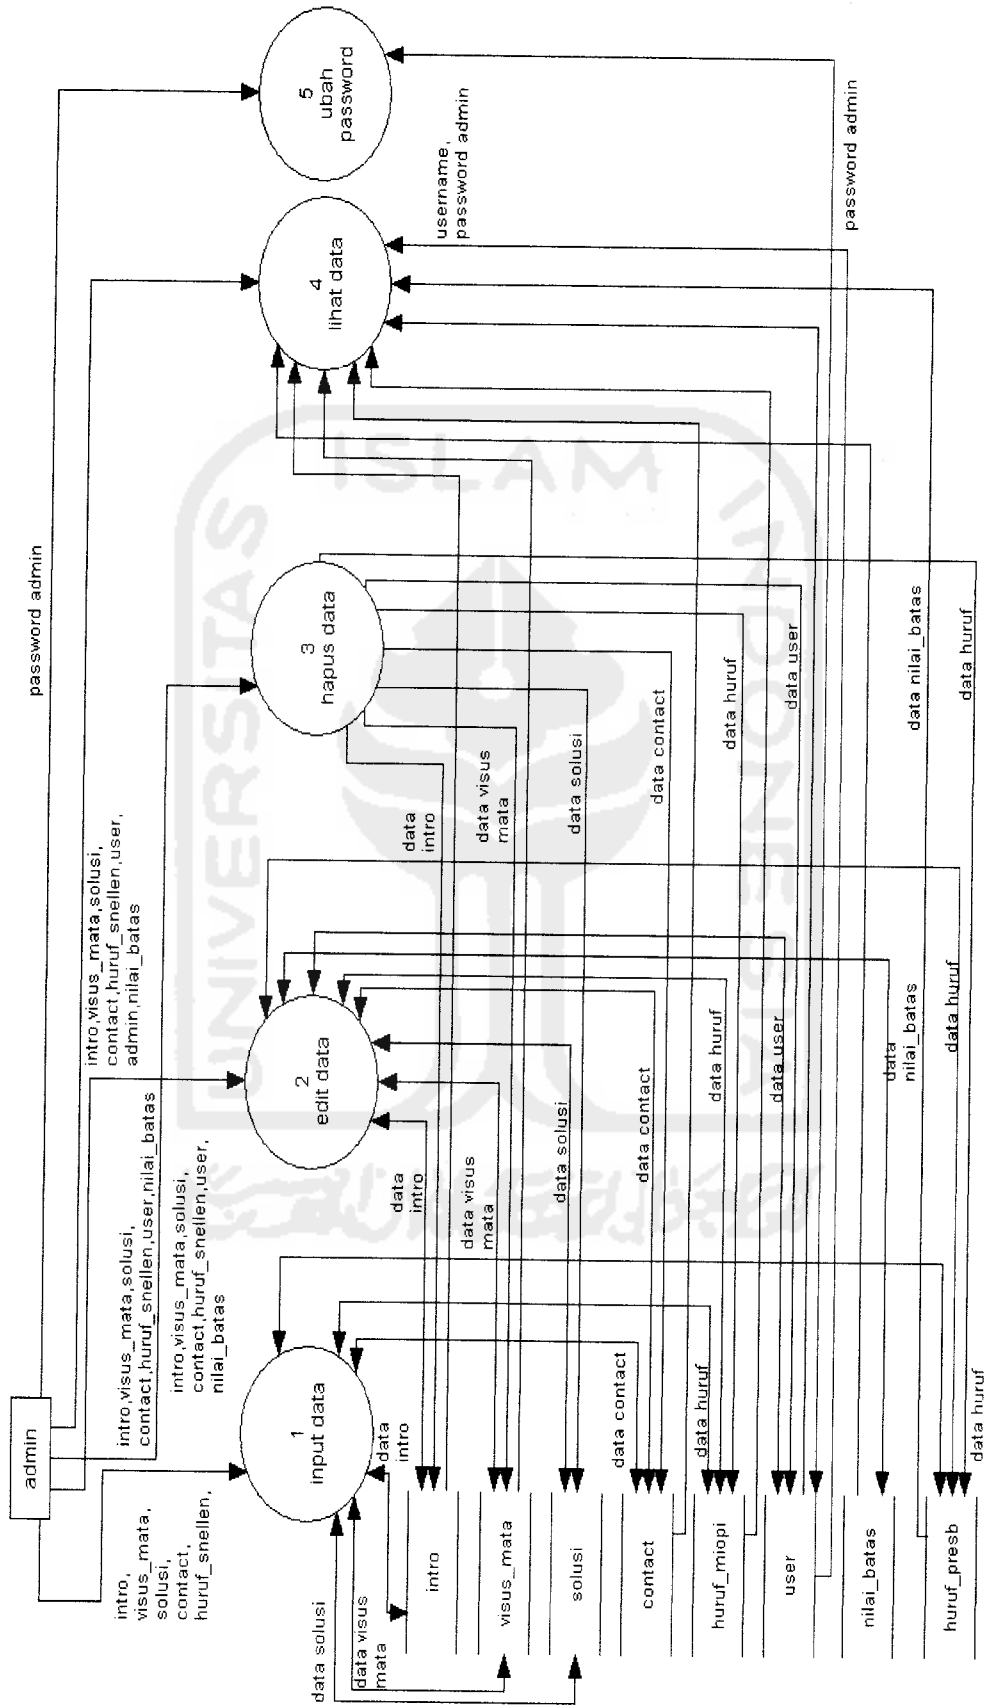 admin
password admin
intro,visus_mata,solusi,
contact,huruf_snellen,user,
admin,nilai_batas
intro,visus_mata,solusi,
contact,huruf_snellen,user,nilai_batas
intro,visus_mata,solusi,
contact,huruf_snellen,user,
nilai_batas
intro,
visus_mata,
solusi,
contact,
huruf_snellen,
1
input data
2
edit data
3
hapus data
4
lihat data
5
ubah
password
username,
password admin
password admin
data solusi
data visus
mata
data
intro
data contact
data huruf
data huruf
data
intro
data visus
mata
data solusi
data contact
data huruf
data user
data
nilai_batas
data huruf
data
intro
data visus
mata
data solusi
data contact
data huruf
data user
data nilai_batas
data huruf
intro
visus_mata
solusi
contact
huruf_miopi
user
nilai_batas
huruf_presb
UNIVERSITAS
ISLAM
INDONESIA